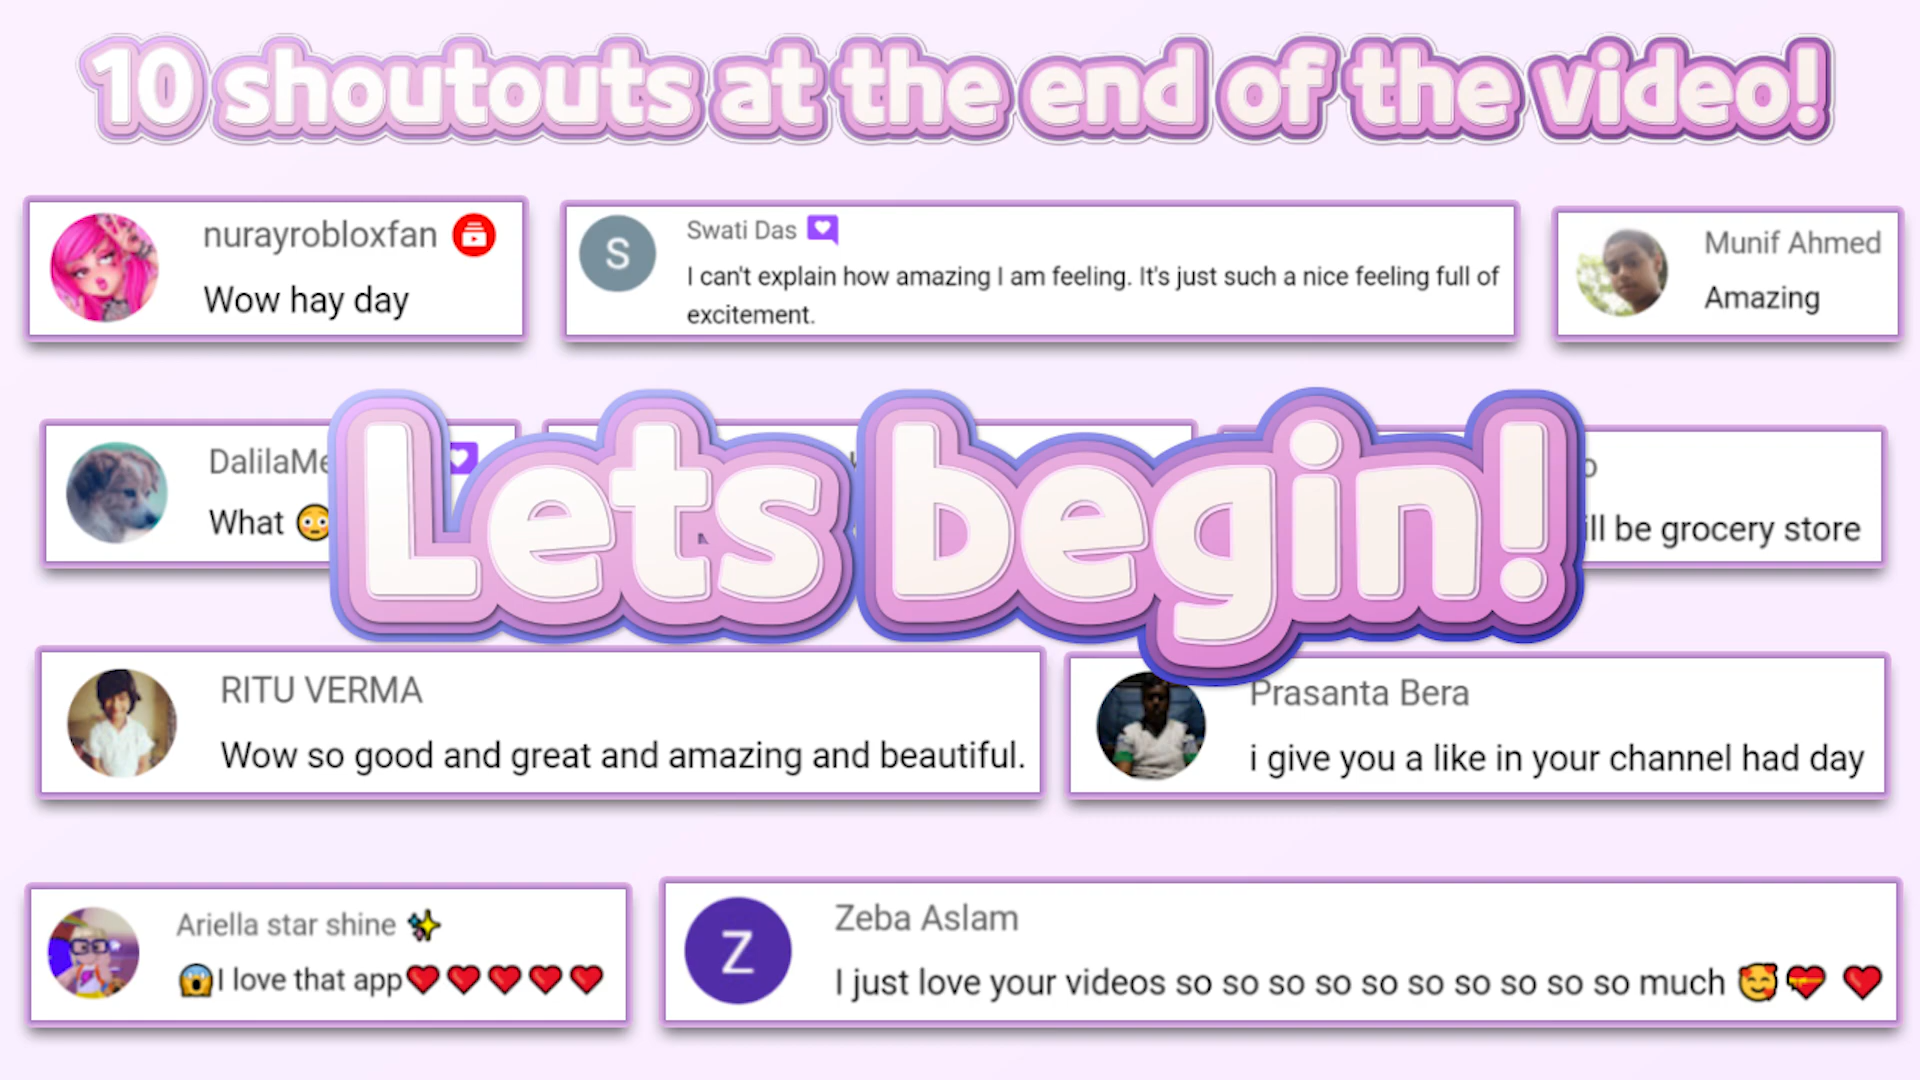 10 shoutouts at the end of the video!
nurayrobloxfan
Wow hay day
S
Swati Das
I can't explain how amazing I am feeling. It's just such a nice feeling full of
excitement.
Munif Ahmed
Amazing
Lets begin!
What 😳
be grocery store
RITU VERMA
Wow so good and great and amazing and beautiful.
Prasanta Bera
i give you a like in your channel had day
Ariella star shine ✨
😱I love that app❤️❤️❤️❤️❤️
Z
Zeba Aslam
I just love your videos so so so so so so so so so so much 🥰💝 ❤️